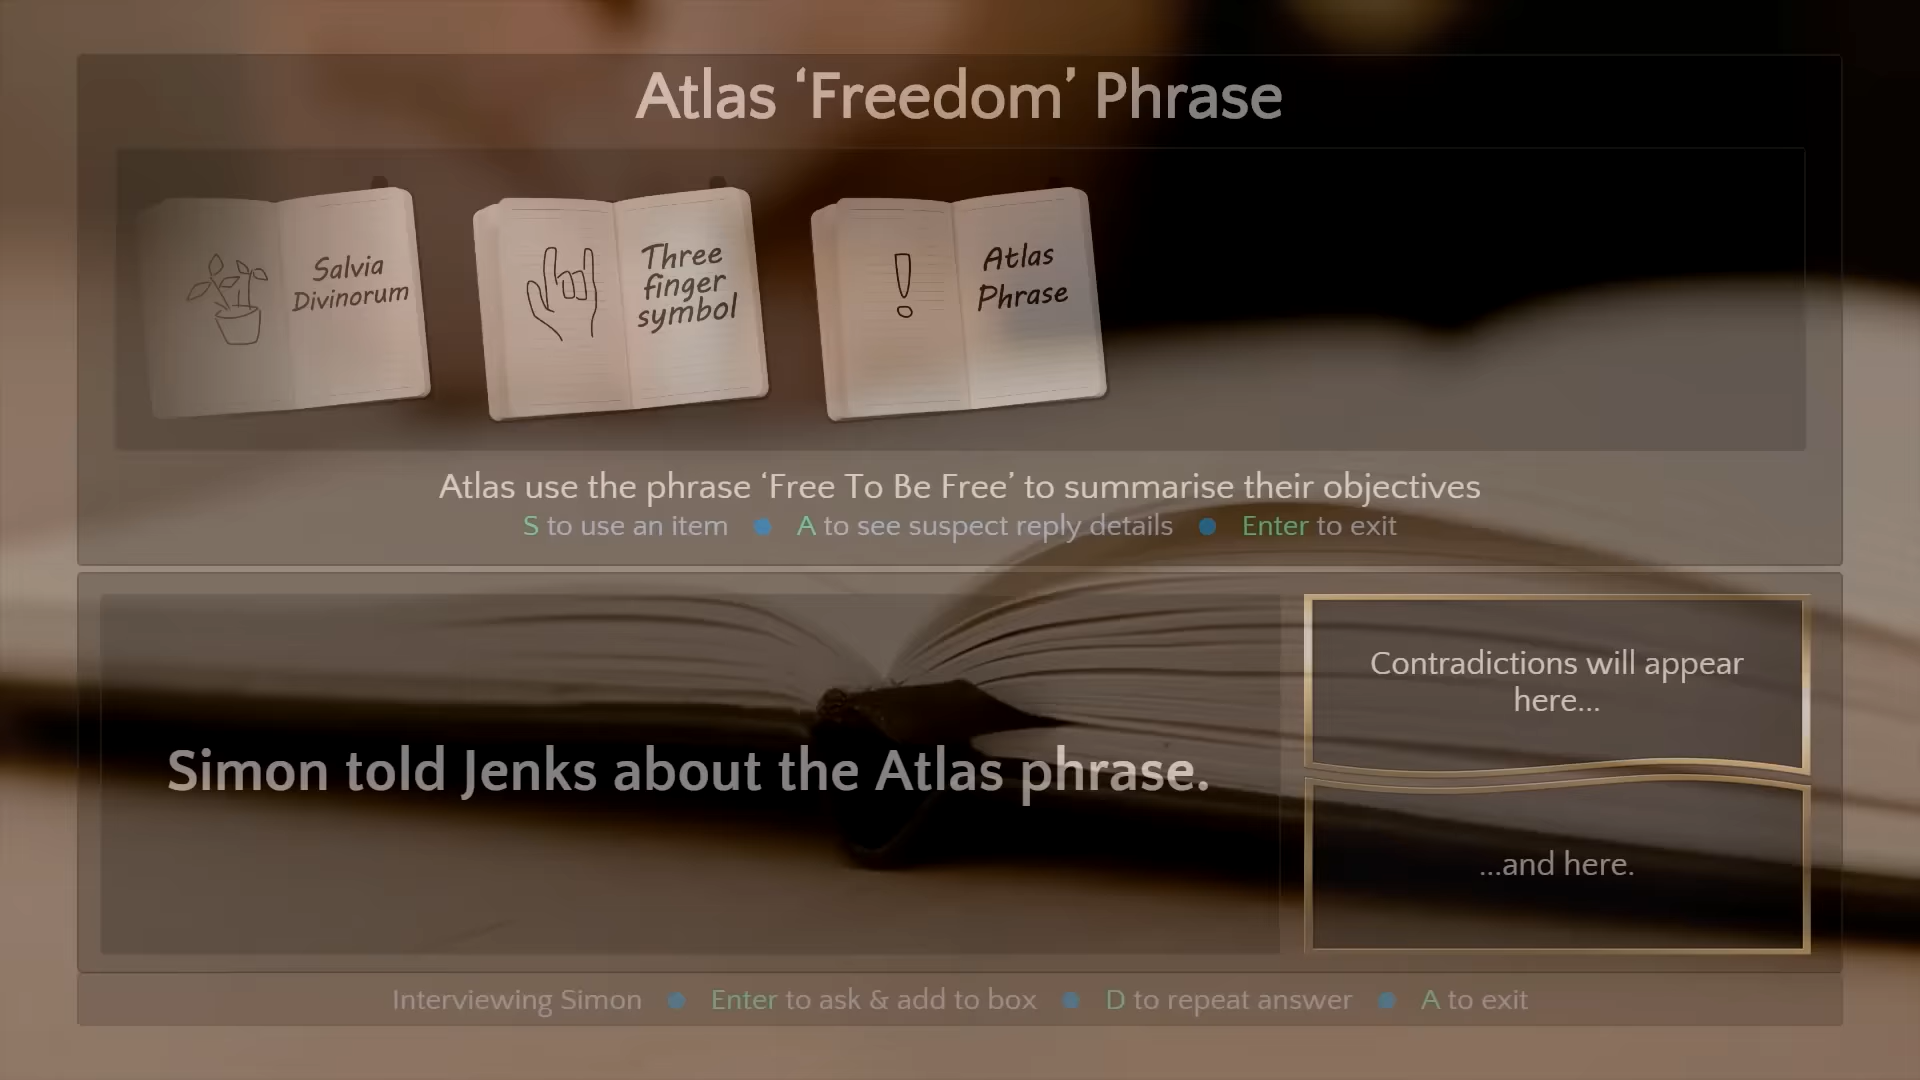 Atlas ‘Freedom’ Phrase
Salvia
Divinorum
Three
finger
symbol
Atlas
Phrase
Atlas use the phrase ‘Free To Be Free’ to summarise their objectives
S to use an item ● A to see suspect reply details ● Enter to exit
Simon told Jenks about the Atlas phrase.
Contradictions will appear
here...
...and here.
Interviewing Simon ● Enter to ask & add to box ● D to repeat answer ● A to exit